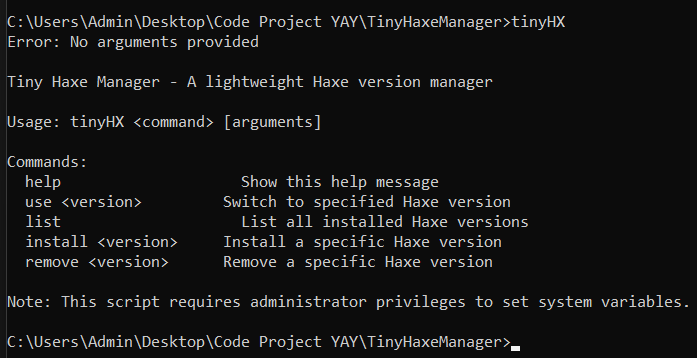 C:\Users\Admin\Desktop\Code Project YAY\TinyHaxeManager>tinyHX
Error: No arguments provided
Tiny Haxe Manager - A lightweight Haxe version manager
Usage: tinyHX <command> [arguments]
Commands:
  help                    Show this help message
  use <version>         Switch to specified Haxe version
  list                    List all installed Haxe versions
  install <version>     Install a specific Haxe version
  remove <version>      Remove a specific Haxe version
Note: This script requires administrator privileges to set system variables.
C:\Users\Admin\Desktop\Code Project YAY\TinyHaxeManager>